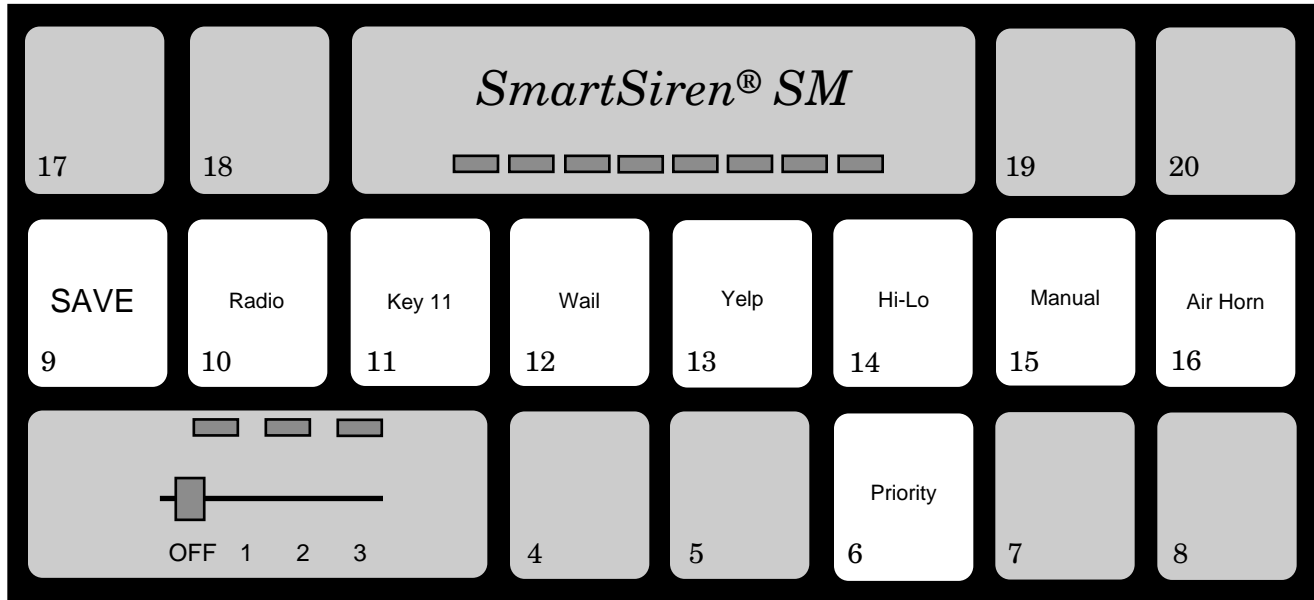 SmartSiren® SM
17 18 19 20
SAVE Radio Key 11 Wail Yelp Hi-Lo Manual Air Horn
9 10 11 12 13 14 15 16
Priority
OFF 1 2 3 4 5 6 7 8